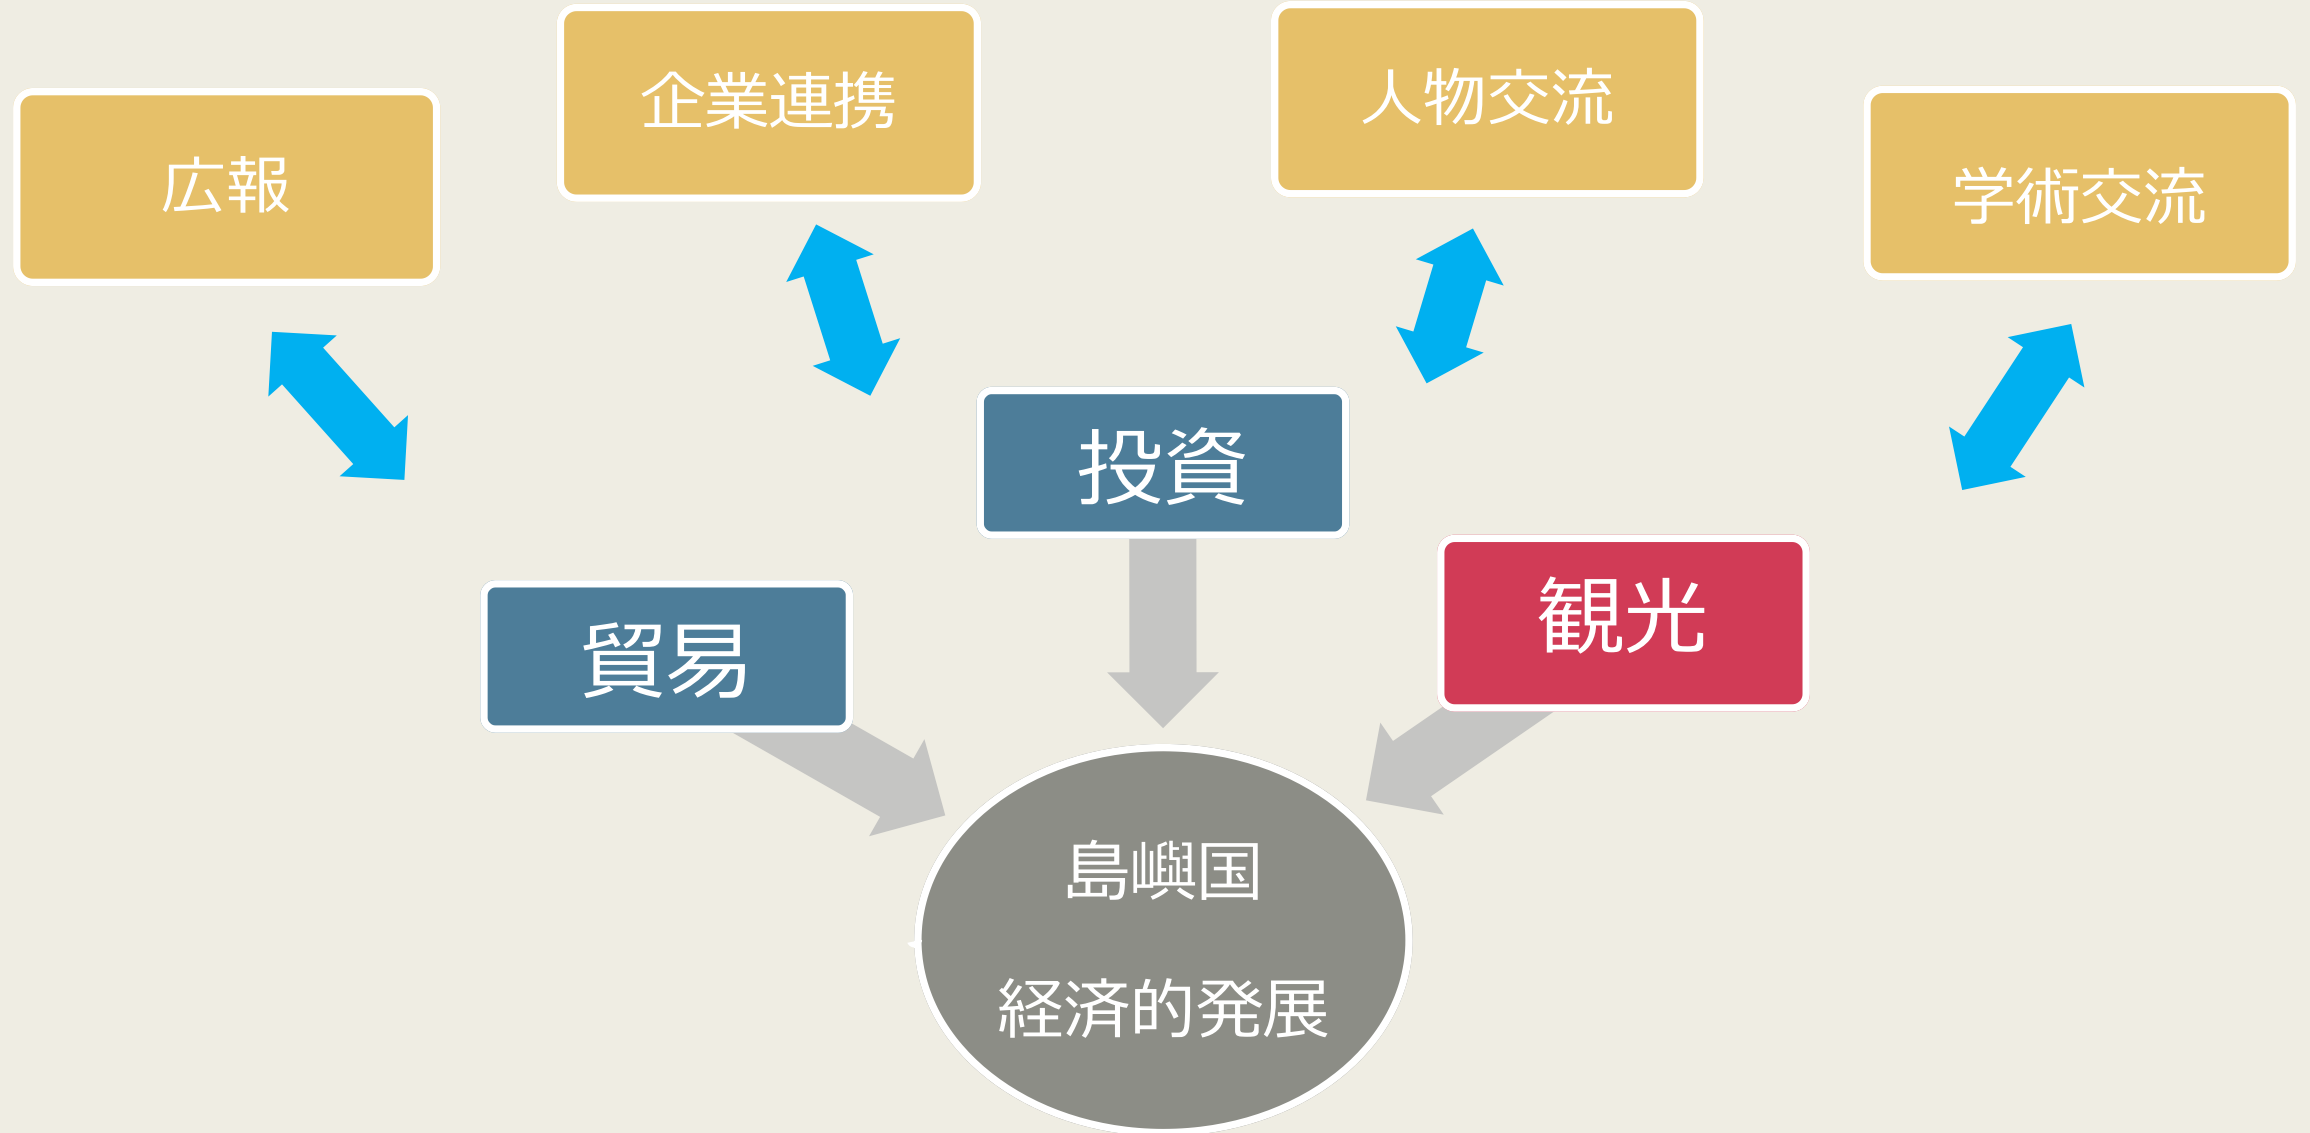 広報
企業連携
人物交流
学術交流
投資
貿易
観光
島嶼国
経済的発展